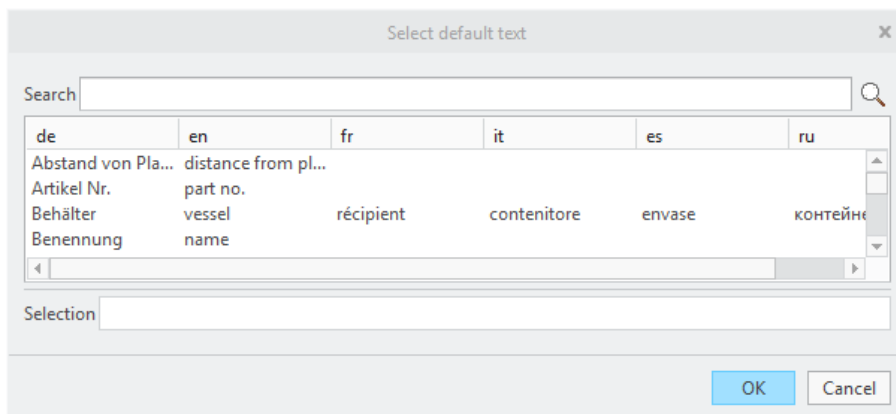 Select default text
Search
de en fr it es ru
Abstand von Pla... distance from pl...
Artikel Nr. part no.
Behälter vessel récipient contenitore envase контейне
Benennung name
Selection
OK Cancel